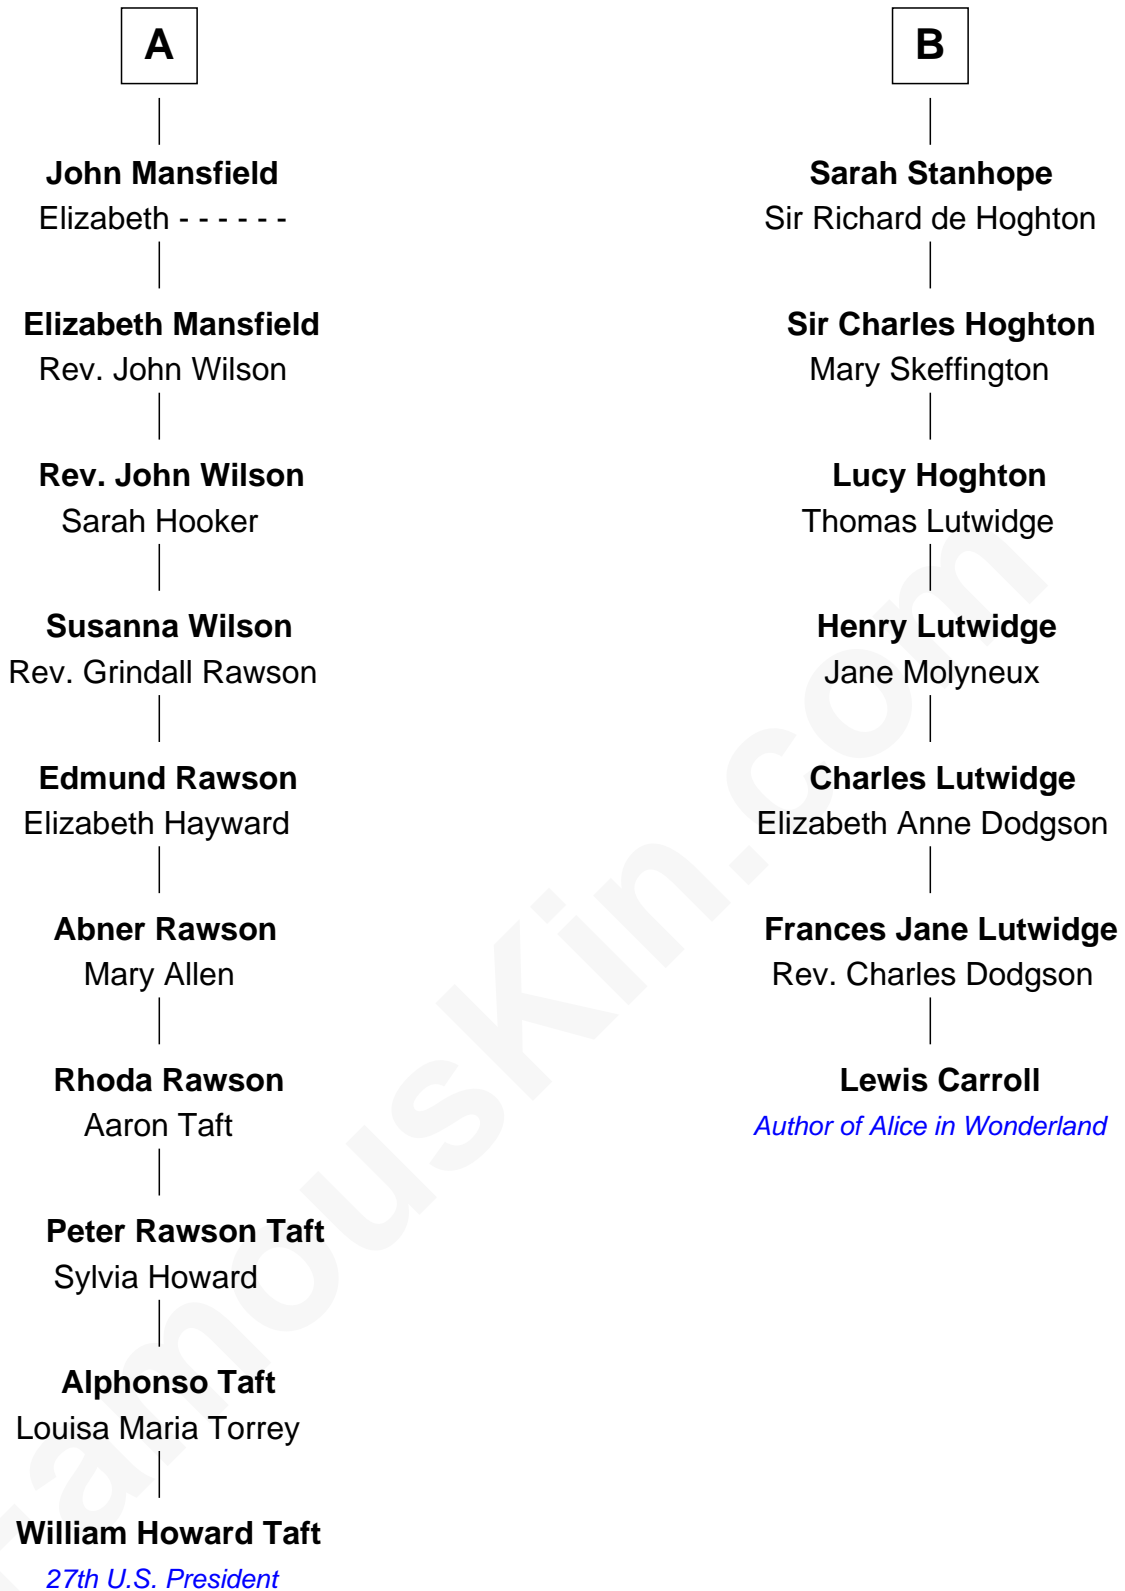 A
John Mansfield
Elizabeth - - - - - -
Elizabeth Mansfield
Rev. John Wilson
Rev. John Wilson
Sarah Hooker
Susanna Wilson
Rev. Grindall Rawson
Edmund Rawson
Elizabeth Hayward
Abner Rawson
Mary Allen
Rhoda Rawson
Aaron Taft
Peter Rawson Taft
Sylvia Howard
Alphonso Taft
Louisa Maria Torrey
William Howard Taft
27th U.S. President
B
Sarah Stanhope
Sir Richard de Hoghton
Sir Charles Hoghton
Mary Skeffington
Lucy Hoghton
Thomas Lutwidge
Henry Lutwidge
Jane Molyneux
Charles Lutwidge
Elizabeth Anne Dodgson
Frances Jane Lutwidge
Rev. Charles Dodgson
Lewis Carroll
Author of Alice in Wonderland
FamousKin.com